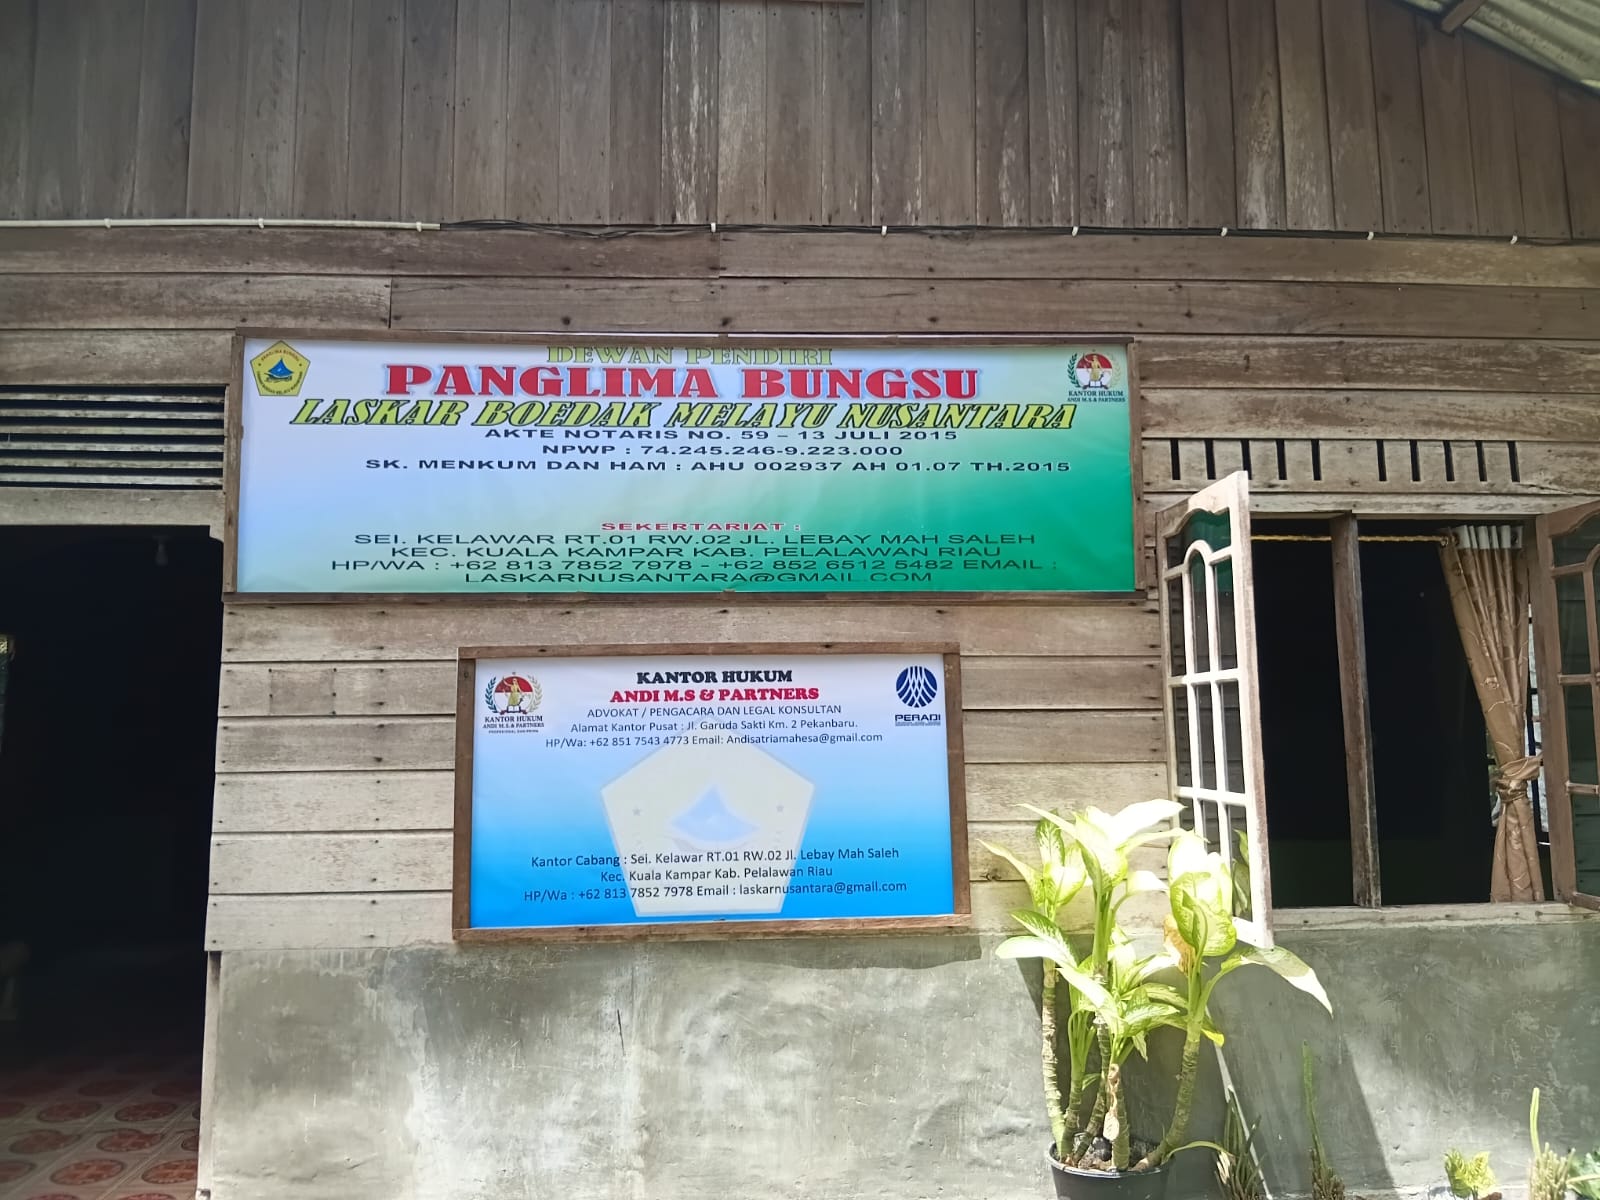 DEWAN PENDIRI
PANGLIMA BUNGSU
LASKAR BOEDAK MELAYU NUSANTARA
AKTE NOTARIS NO. 59 – 13 JULI 2015
NPWP : 74.245.246-9.223.000
SK. MENKUM DAN HAM : AHU 002937 AH 01.07 TH.2015
KANTOR HUKUM
ANDI M.S & PARTNERS
SEKERTARIAT :
SEI. KELAWAR RT.01 RW.02 JL. LEBAY MAH SALEH
KEC. KUALA KAMPAR KAB. PELALAWAN RIAU
HP/WA : +62 813 7852 7978 - +62 852 6512 5482 EMAIL :
LASKARNUSANTARA@GMAIL.COM
KANTOR HUKUM
ANDI M.S & PARTNERS
ADVOKAT / PENGACARA DAN LEGAL KONSULTAN
Alamat Kantor Pusat : Jl. Garuda Sakti Km. 2 Pekanbaru.
HP/Wa: +62 851 7543 4773 Email: Andisatriamahesa@gmail.com
KANTOR HUKUM
ANDI M.S & PARTNERS
PERADI
Kantor Cabang : Sei. Kelawar RT.01 RW.02 Jl. Lebay Mah Saleh
Kec. Kuala Kampar Kab. Pelalawan Riau
HP/Wa : +62 813 7852 7978 Email : laskarnusantara@gmail.com